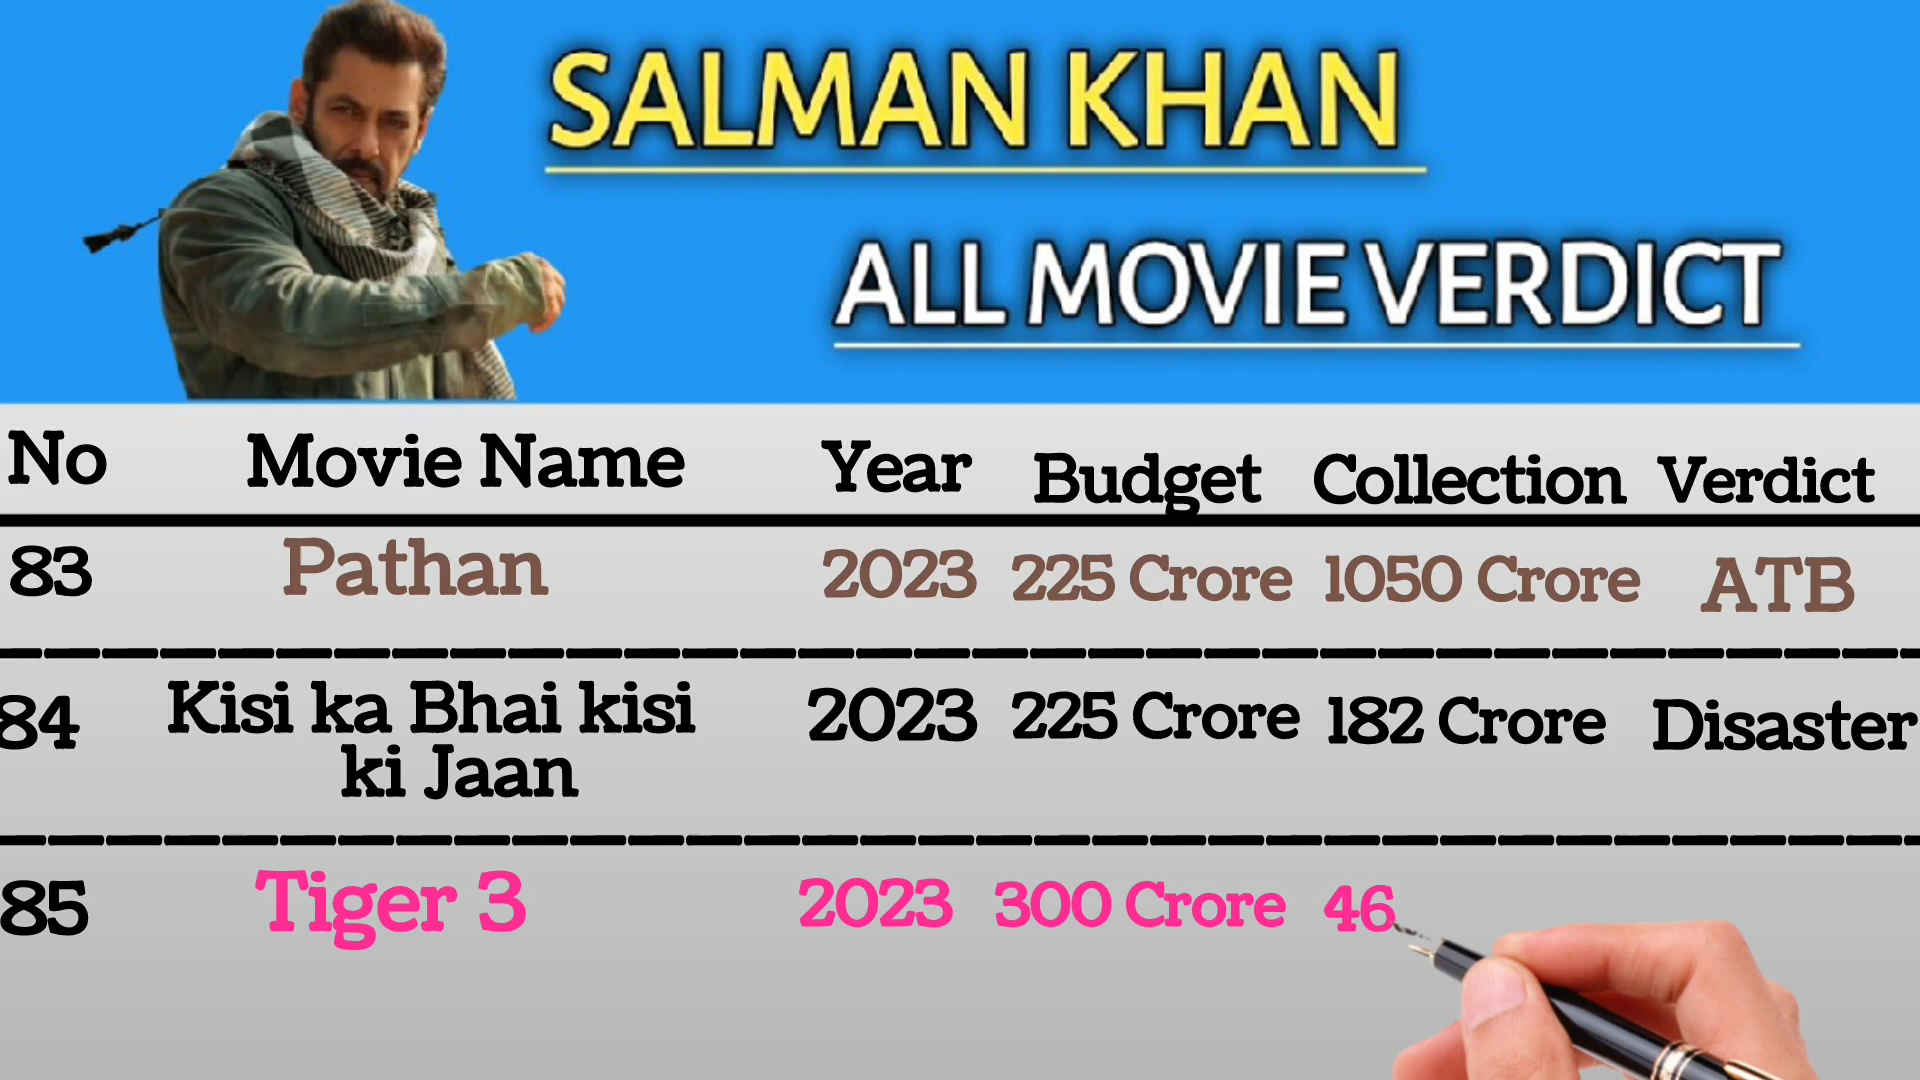 SALMAN KHAN
ALL MOVIE VERDICT
No Movie Name Year Budget Collection Verdict
83 Pathan 2023 225 Crore 1050 Crore ATB
84 Kisi ka Bhai kisi 2023 225 Crore 182 Crore Disaster
ki Jaan
85 Tiger 3 2023 300 Crore 46